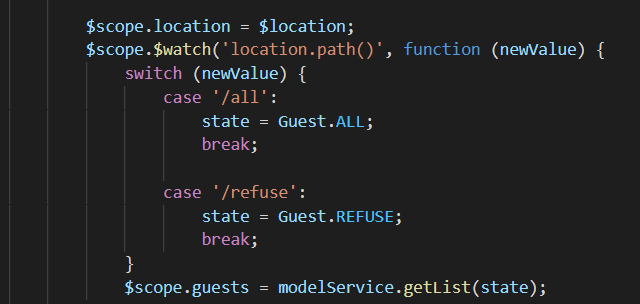 $scope.location = $location;
$scope.$watch('location.path()', function (newValue) {
switch (newValue) {
case '/all':
state = Guest.ALL;
break;
case '/refuse':
state = Guest.REFUSE;
break;
}
$scope.guests = modelService.getList(state);